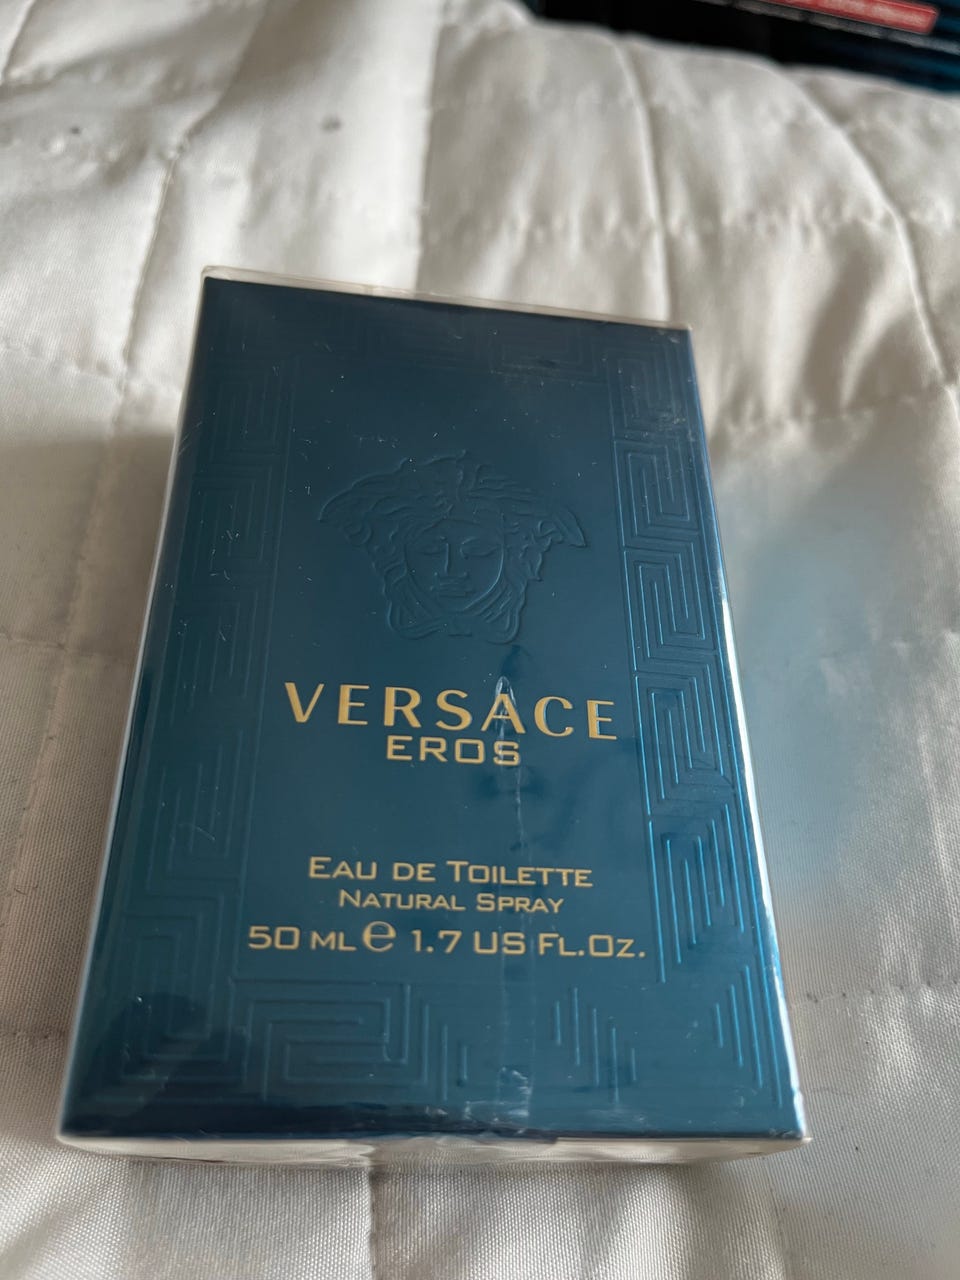 VERSACE
EROS
EAU DE TOILETTE
NATURAL SPRAY
50 ML ℮ 1.7 US FL.OZ.